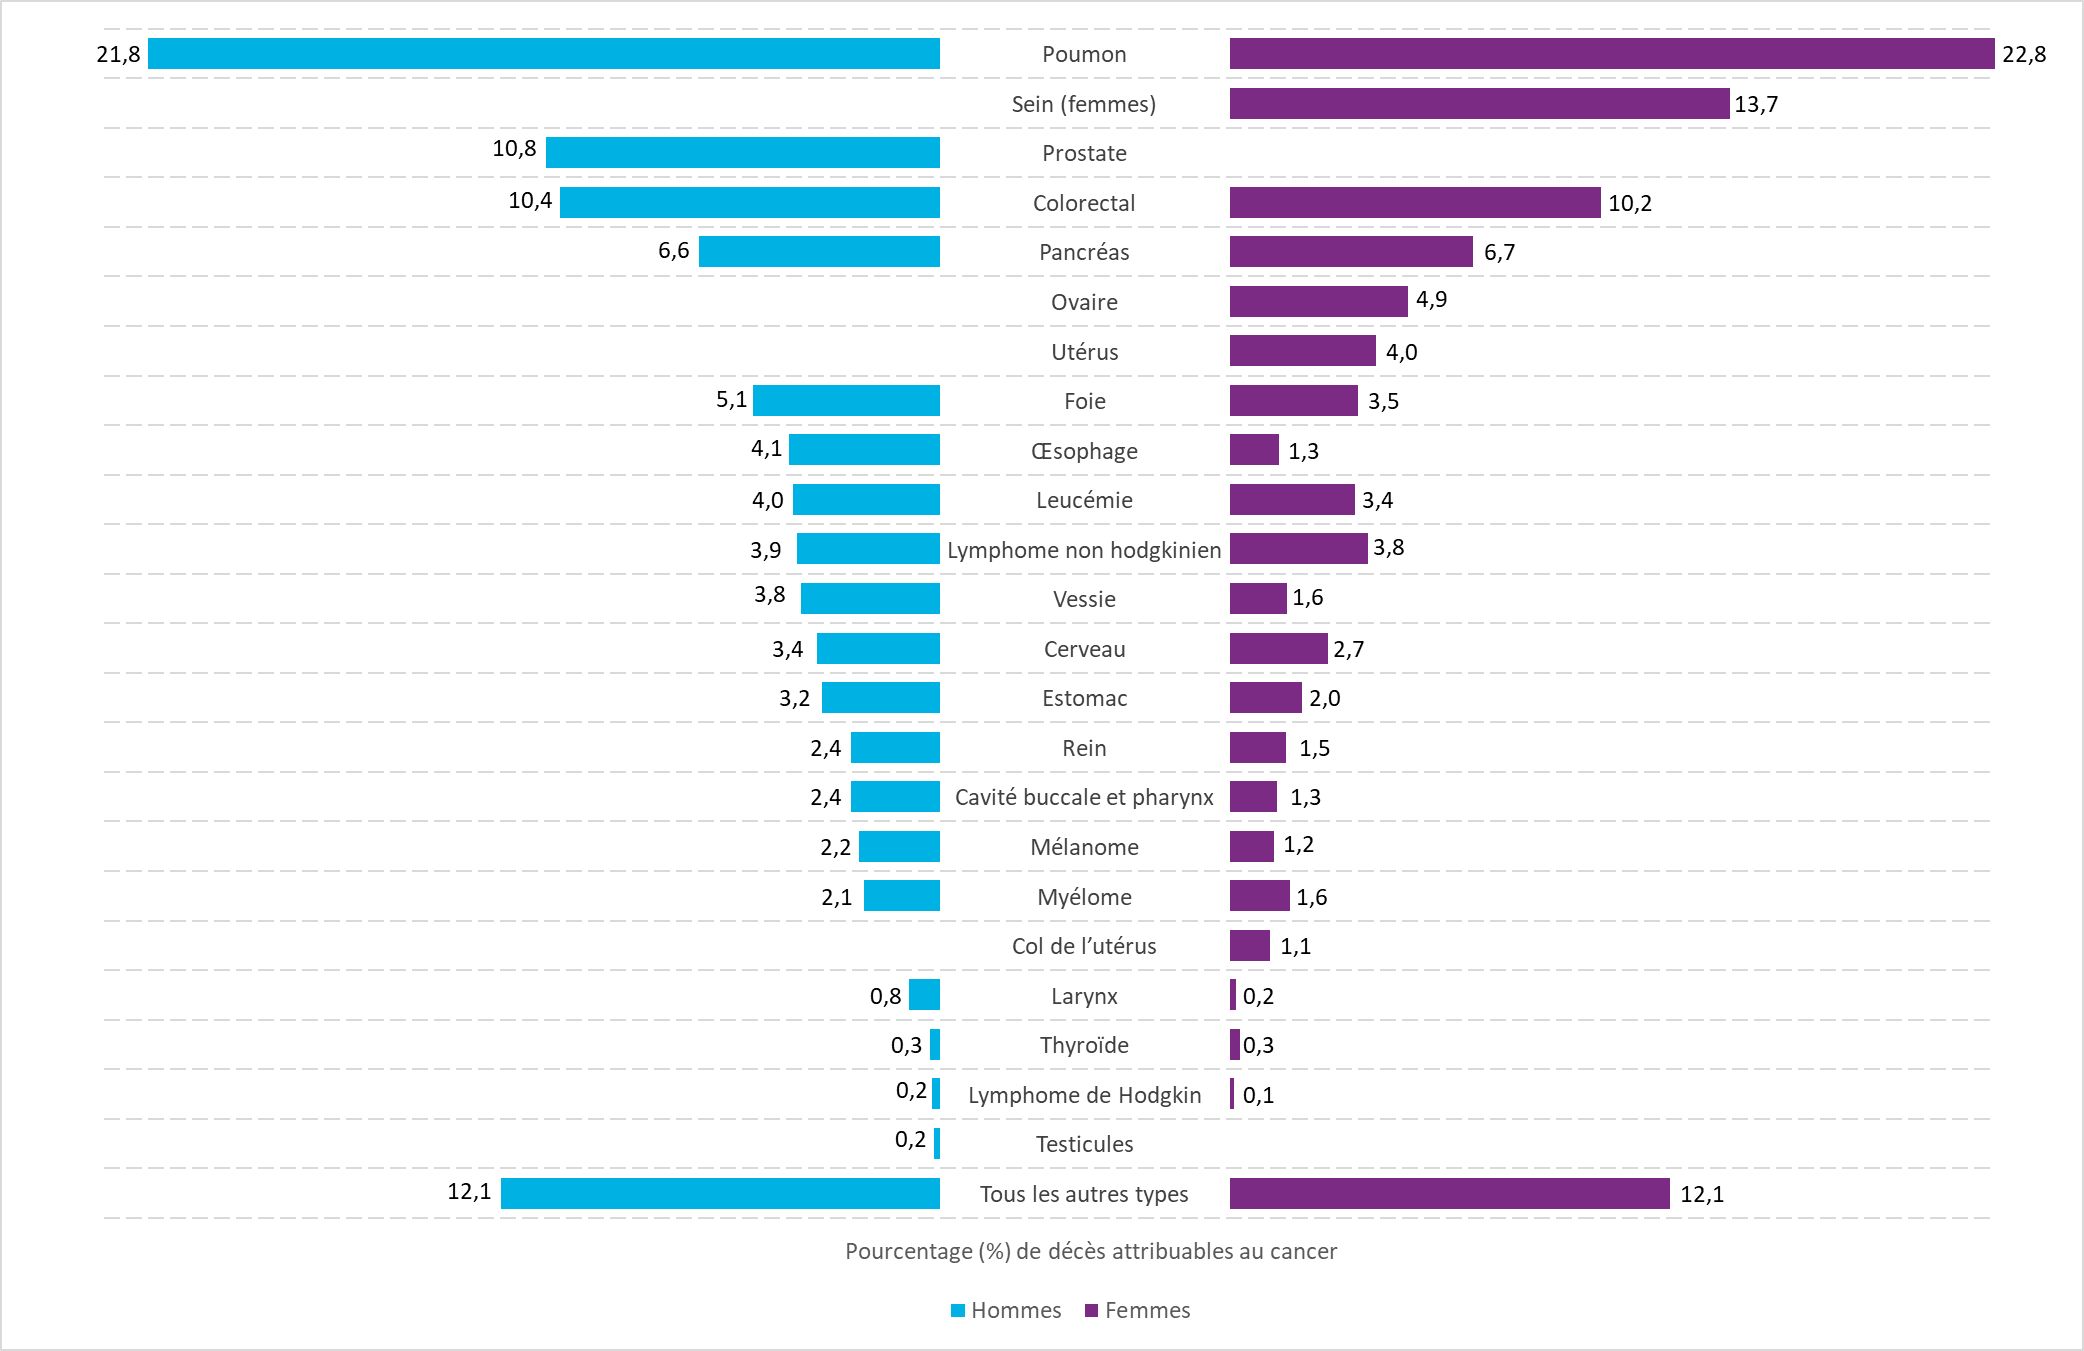 21,8 Poumon 22,8
Sein (femmes) 13,7
10,8 Prostate
10,4 Colorectal 10,2
6,6 Pancréas 6,7
Ovaire 4,9
Utérus 4,0
5,1 Foie 3,5
4,1 Œsophage 1,3
4,0 Leucémie 3,4
3,9 Lymphome non hodgkinien 3,8
3,8 Vessie 1,6
3,4 Cerveau 2,7
3,2 Estomac 2,0
2,4 Rein 1,5
2,4 Cavité buccale et pharynx 1,3
2,2 Mélanome 1,2
2,1 Myélome 1,6
Col de l’utérus 1,1
0,8 Larynx 0,2
0,3 Thyroïde 0,3
0,2 Lymphome de Hodgkin 0,1
0,2 Testicules
12,1 Tous les autres types 12,1
Pourcentage (%) de décès attribuables au cancer
Hommes Femmes